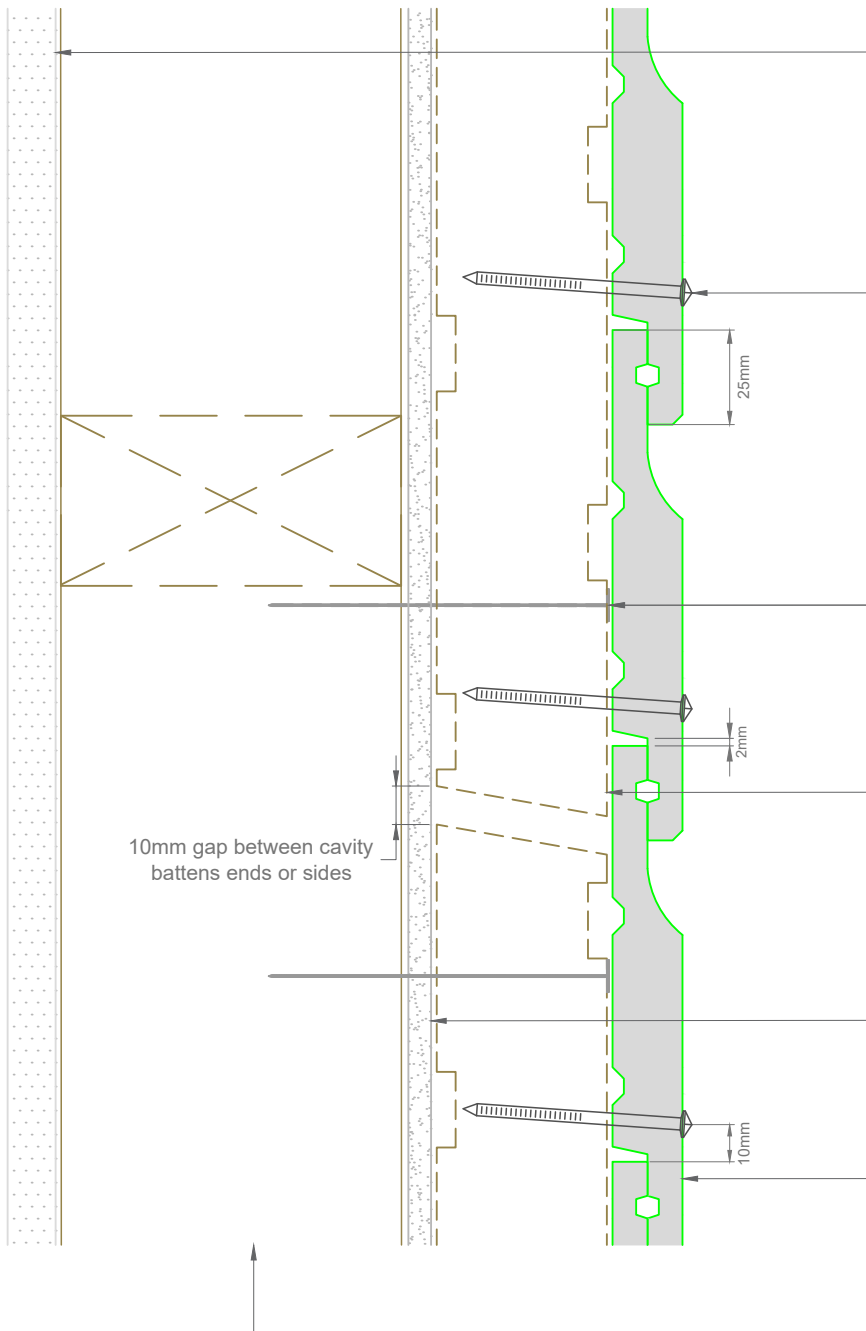 25mm
2mm
10mm gap between cavity
battens ends or sides
10mm